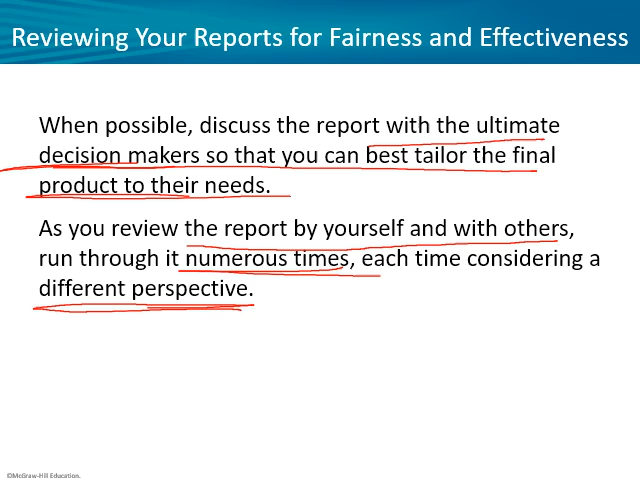 Reviewing Your Reports for Fairness and Effectiveness
When possible, discuss the report with the ultimate
decision makers so that you can best tailor the final
product to their needs.
As you review the report by yourself and with others,
run through it numerous times, each time considering a
different perspective.
©McGraw-Hill Education.